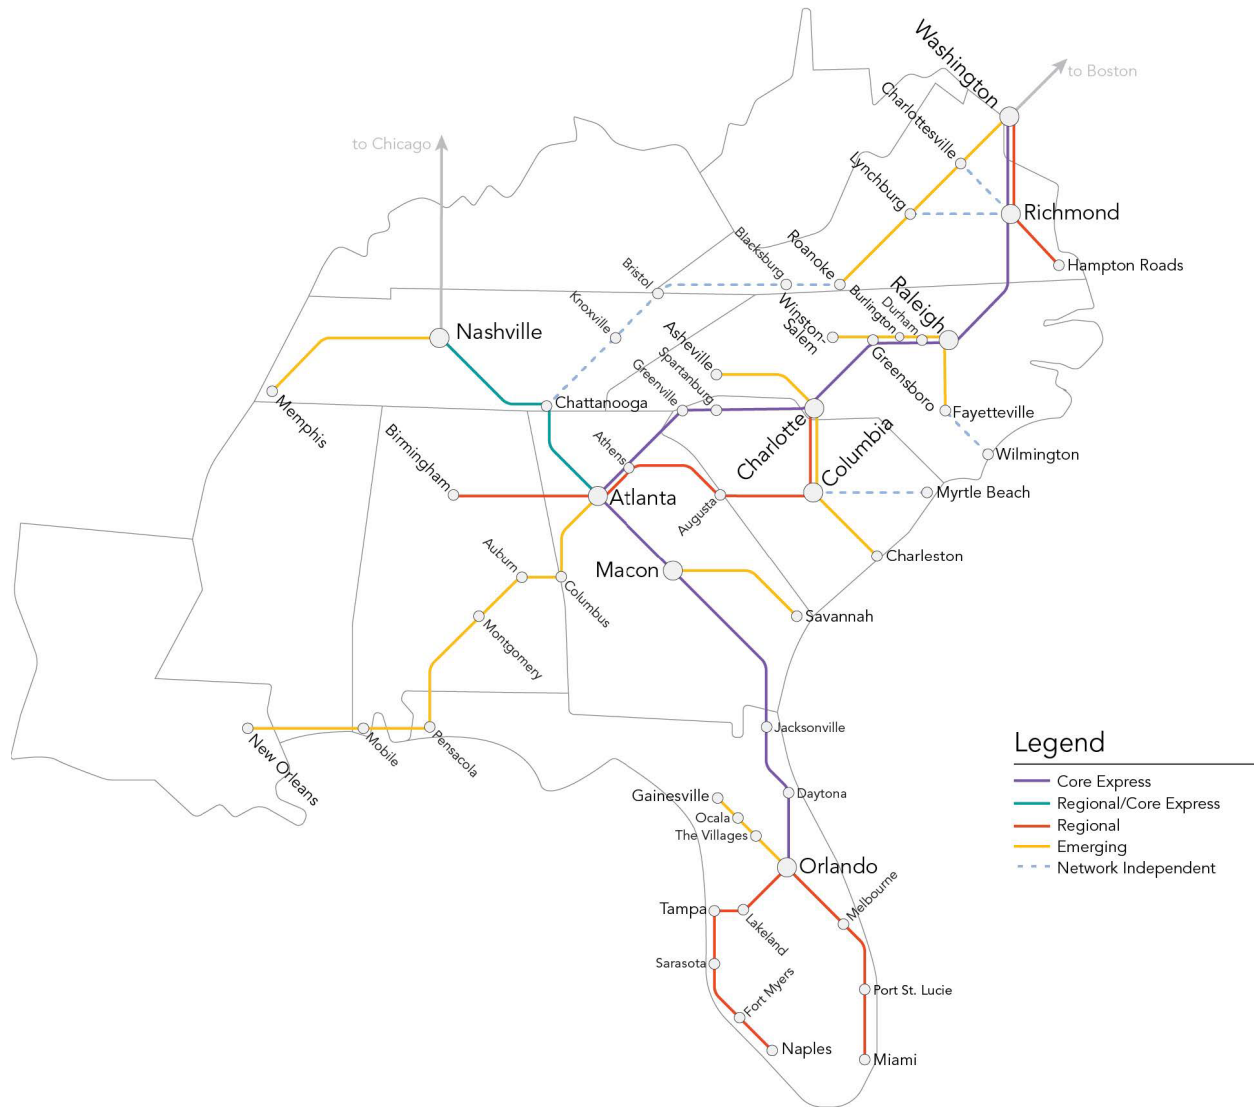 Washington
to Boston
Charlottesville
to Chicago
Lynchburg
Richmond
Blacksburg
Roanoke
Hampton Roads
Bristol
Raleigh
Burlington
Durham
Knoxville
Winston-
Salem
Nashville
Asheville
Spartanburg
Greenville
Greensboro
Memphis
Chattanooga
Fayetteville
Charlotte
Columbia
Birmingham
Athens
Wilmington
Atlanta
Augusta
Myrtle Beach
Auburn
Macon
Charleston
Columbus
Montgomery
Savannah
New Orleans
Mobile
Pensacola
Jacksonville
Gainesville
Daytona
Ocala
The Villages
Orlando
Melbourne
Tampa
Lakeland
Sarasota
Fort Myers
Port St. Lucie
Naples
Miami
Legend
Core Express
Regional/Core Express
Regional
Emerging
Network Independent